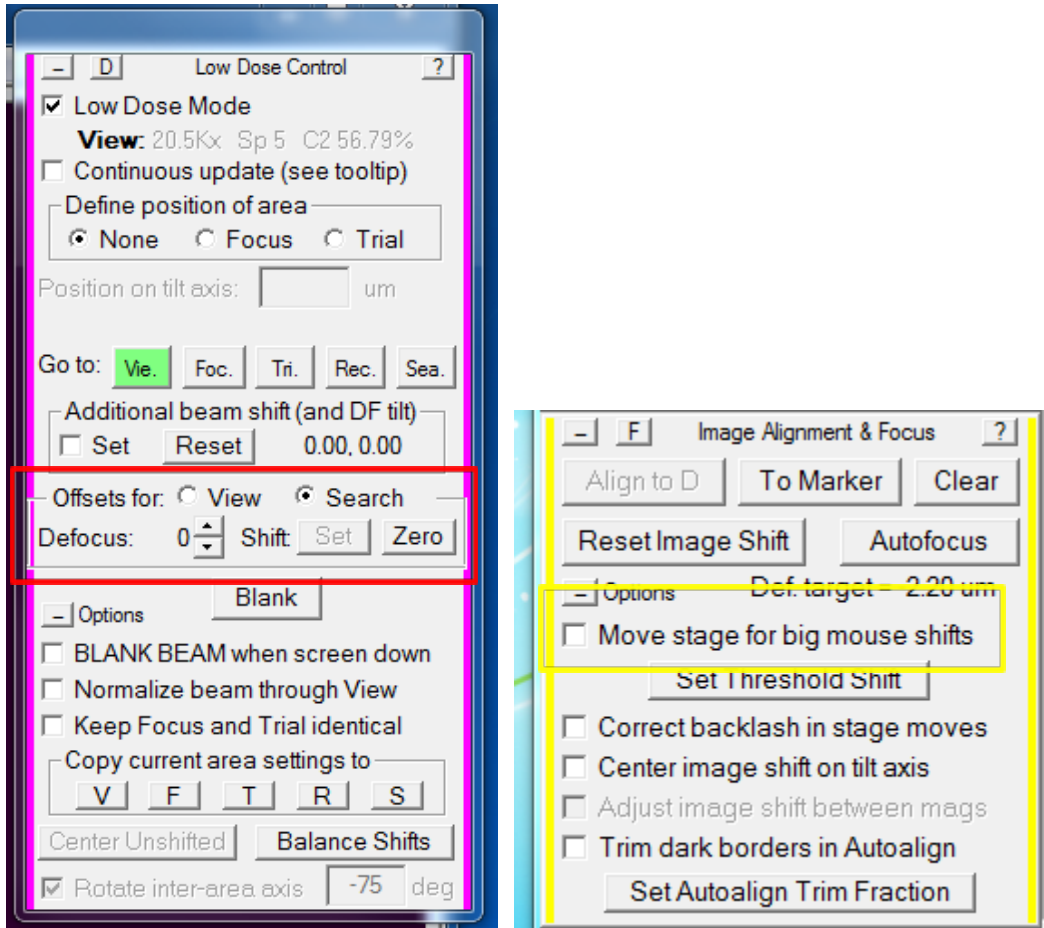 – D Low Dose Control ?
Low Dose Mode
View: 20.5Kx Sp 5 C2 56.79%
Continuous update (see tooltip)
Define position of area
None Focus Trial
Position on tilt axis: um
Go to: Vie. Foc. Tri. Rec. Sea.
Additional beam shift (and DF tilt)
Set Reset 0.00, 0.00
Offsets for: View Search
Defocus: 0 Shift: Set Zero
Blank
– Options
BLANK BEAM when screen down
Normalize beam through View
Keep Focus and Trial identical
Copy current area settings to
V F T R S
Center Unshifted Balance Shifts
Rotate inter-area axis -75 deg
– F Image Alignment & Focus ?
Align to D To Marker Clear
Reset Image Shift Autofocus
– Options Def. target = -2.20 um
Move stage for big mouse shifts
Set Threshold Shift
Correct backlash in stage moves
Center image shift on tilt axis
Adjust image shift between mags
Trim dark borders in Autoalign
Set Autoalign Trim Fraction